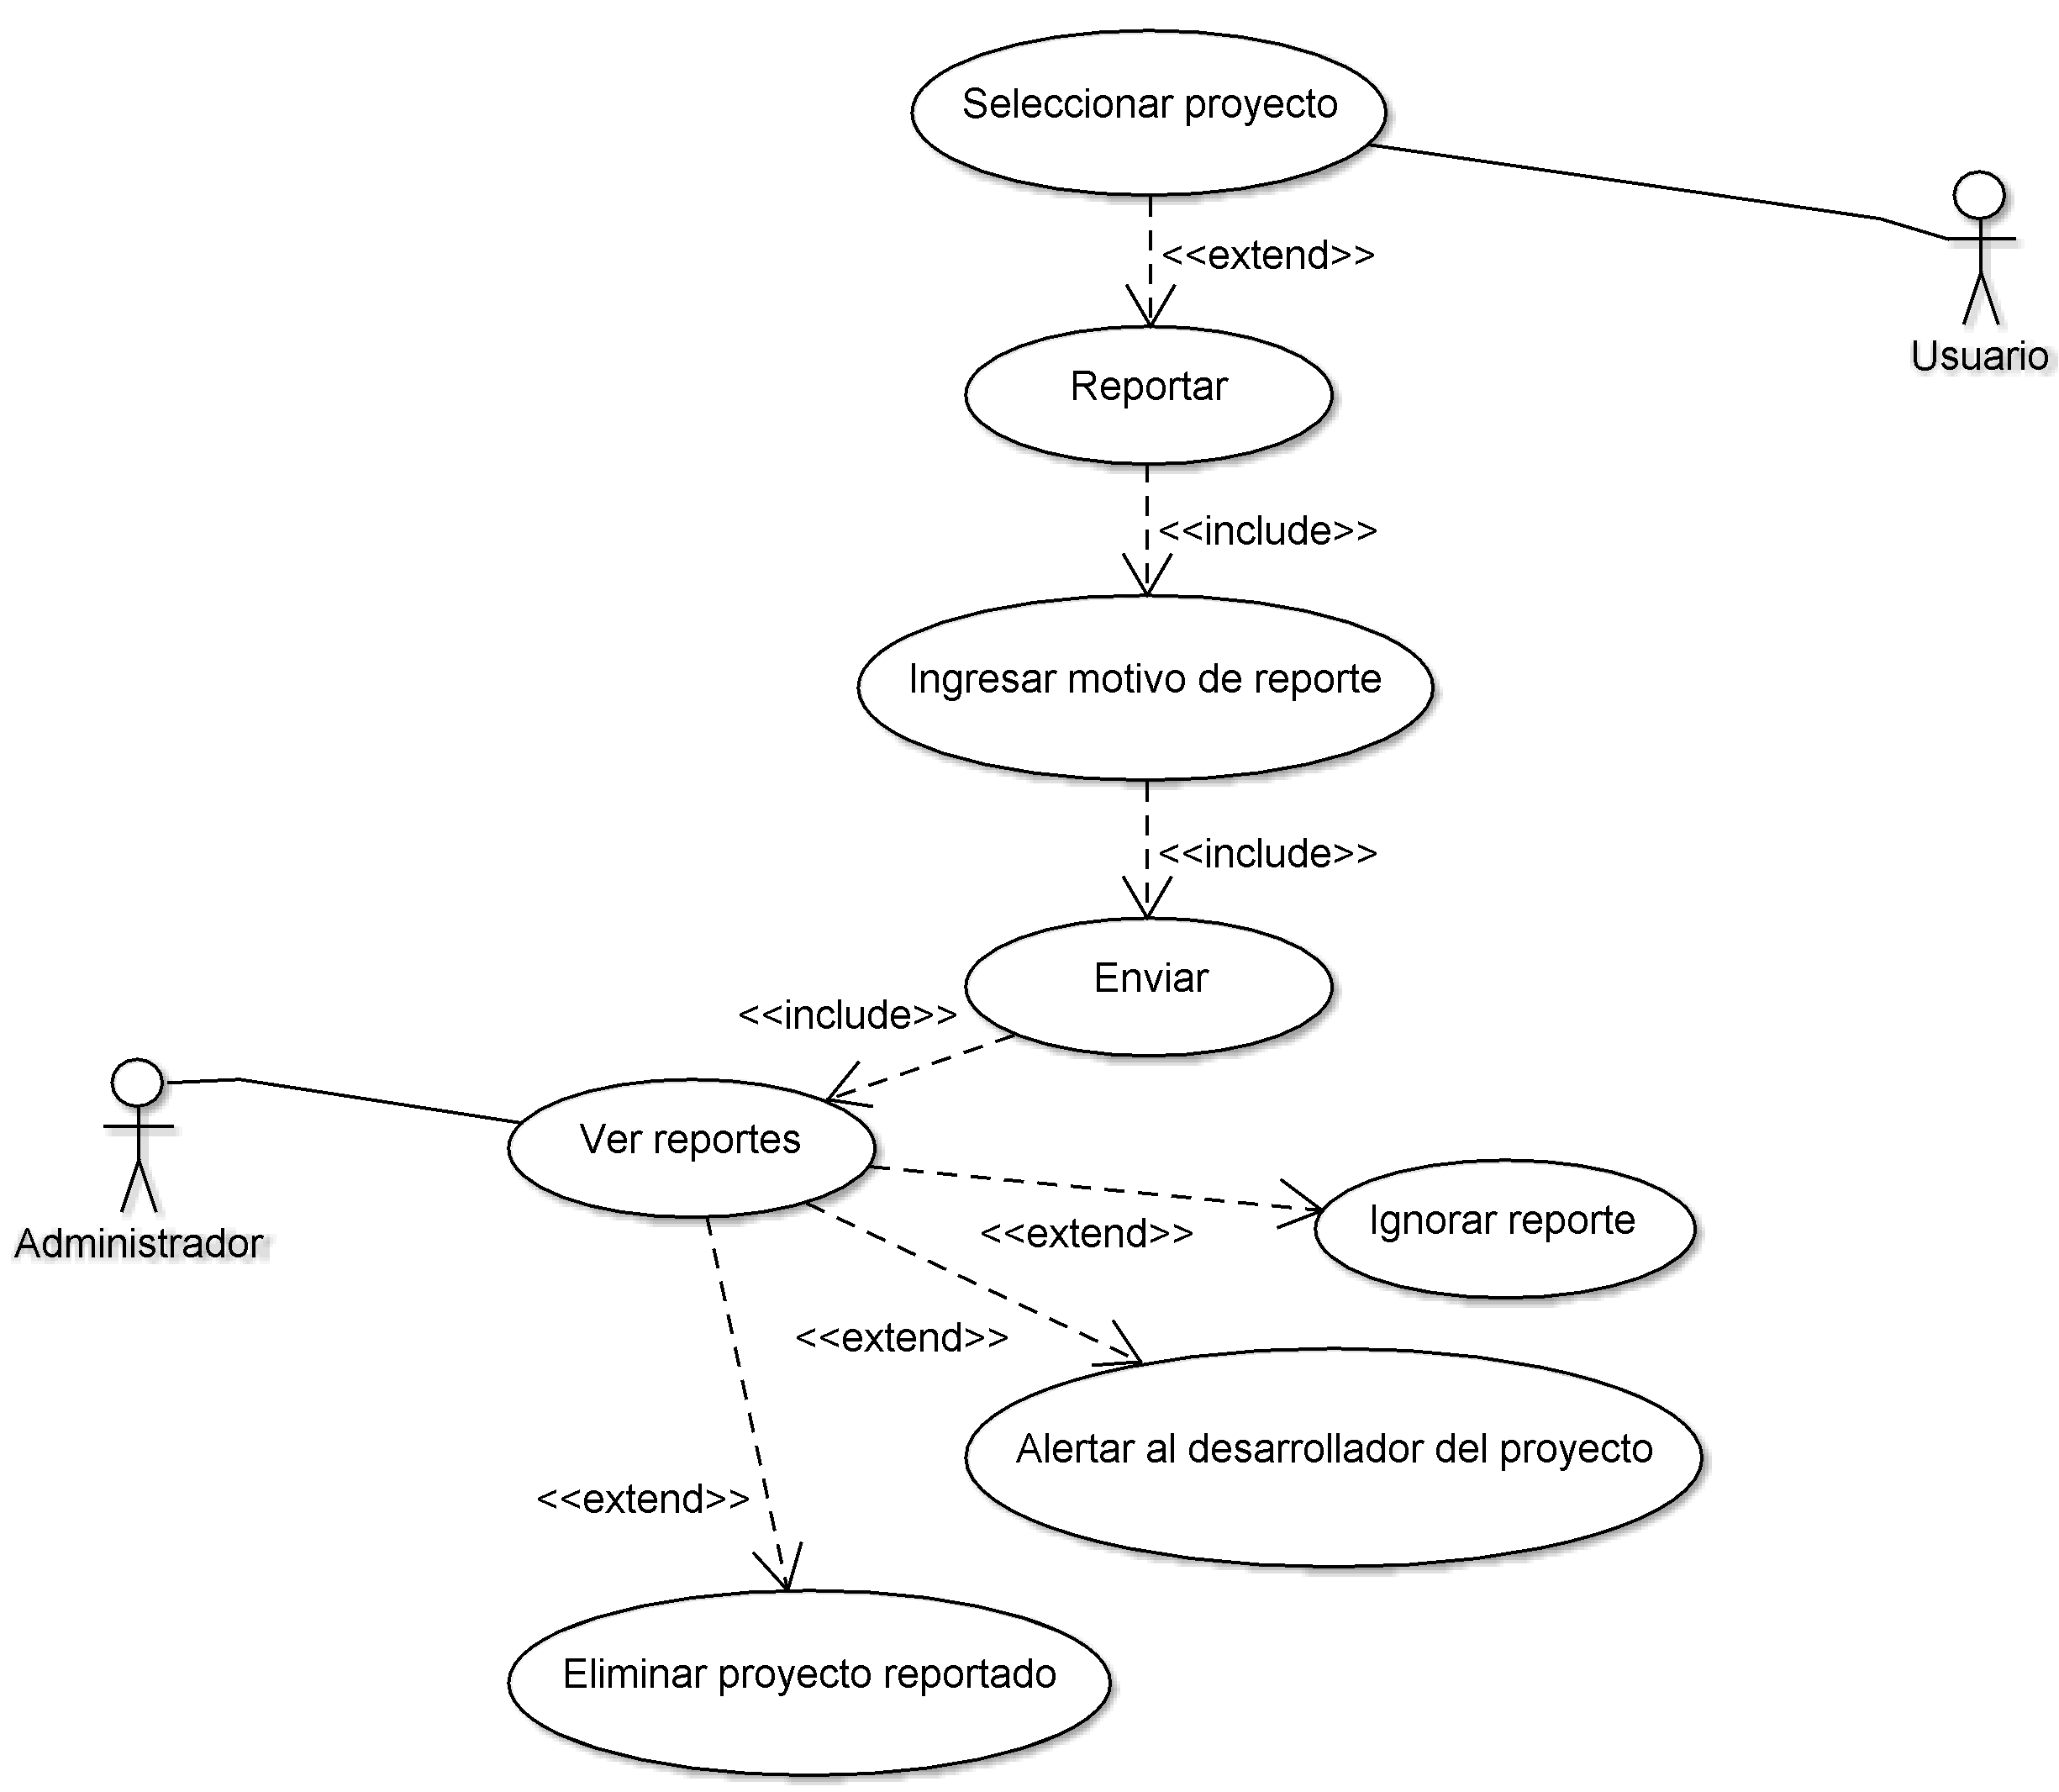 Seleccionar proyecto
<<extend>>
Usuario
Reportar
<<include>>
Ingresar motivo de reporte
<<include>>
Enviar
<<include>>
Ver reportes
Administrador
Ignorar reporte
<<extend>>
<<extend>>
Alertar al desarrollador del proyecto
<<extend>>
Eliminar proyecto reportado